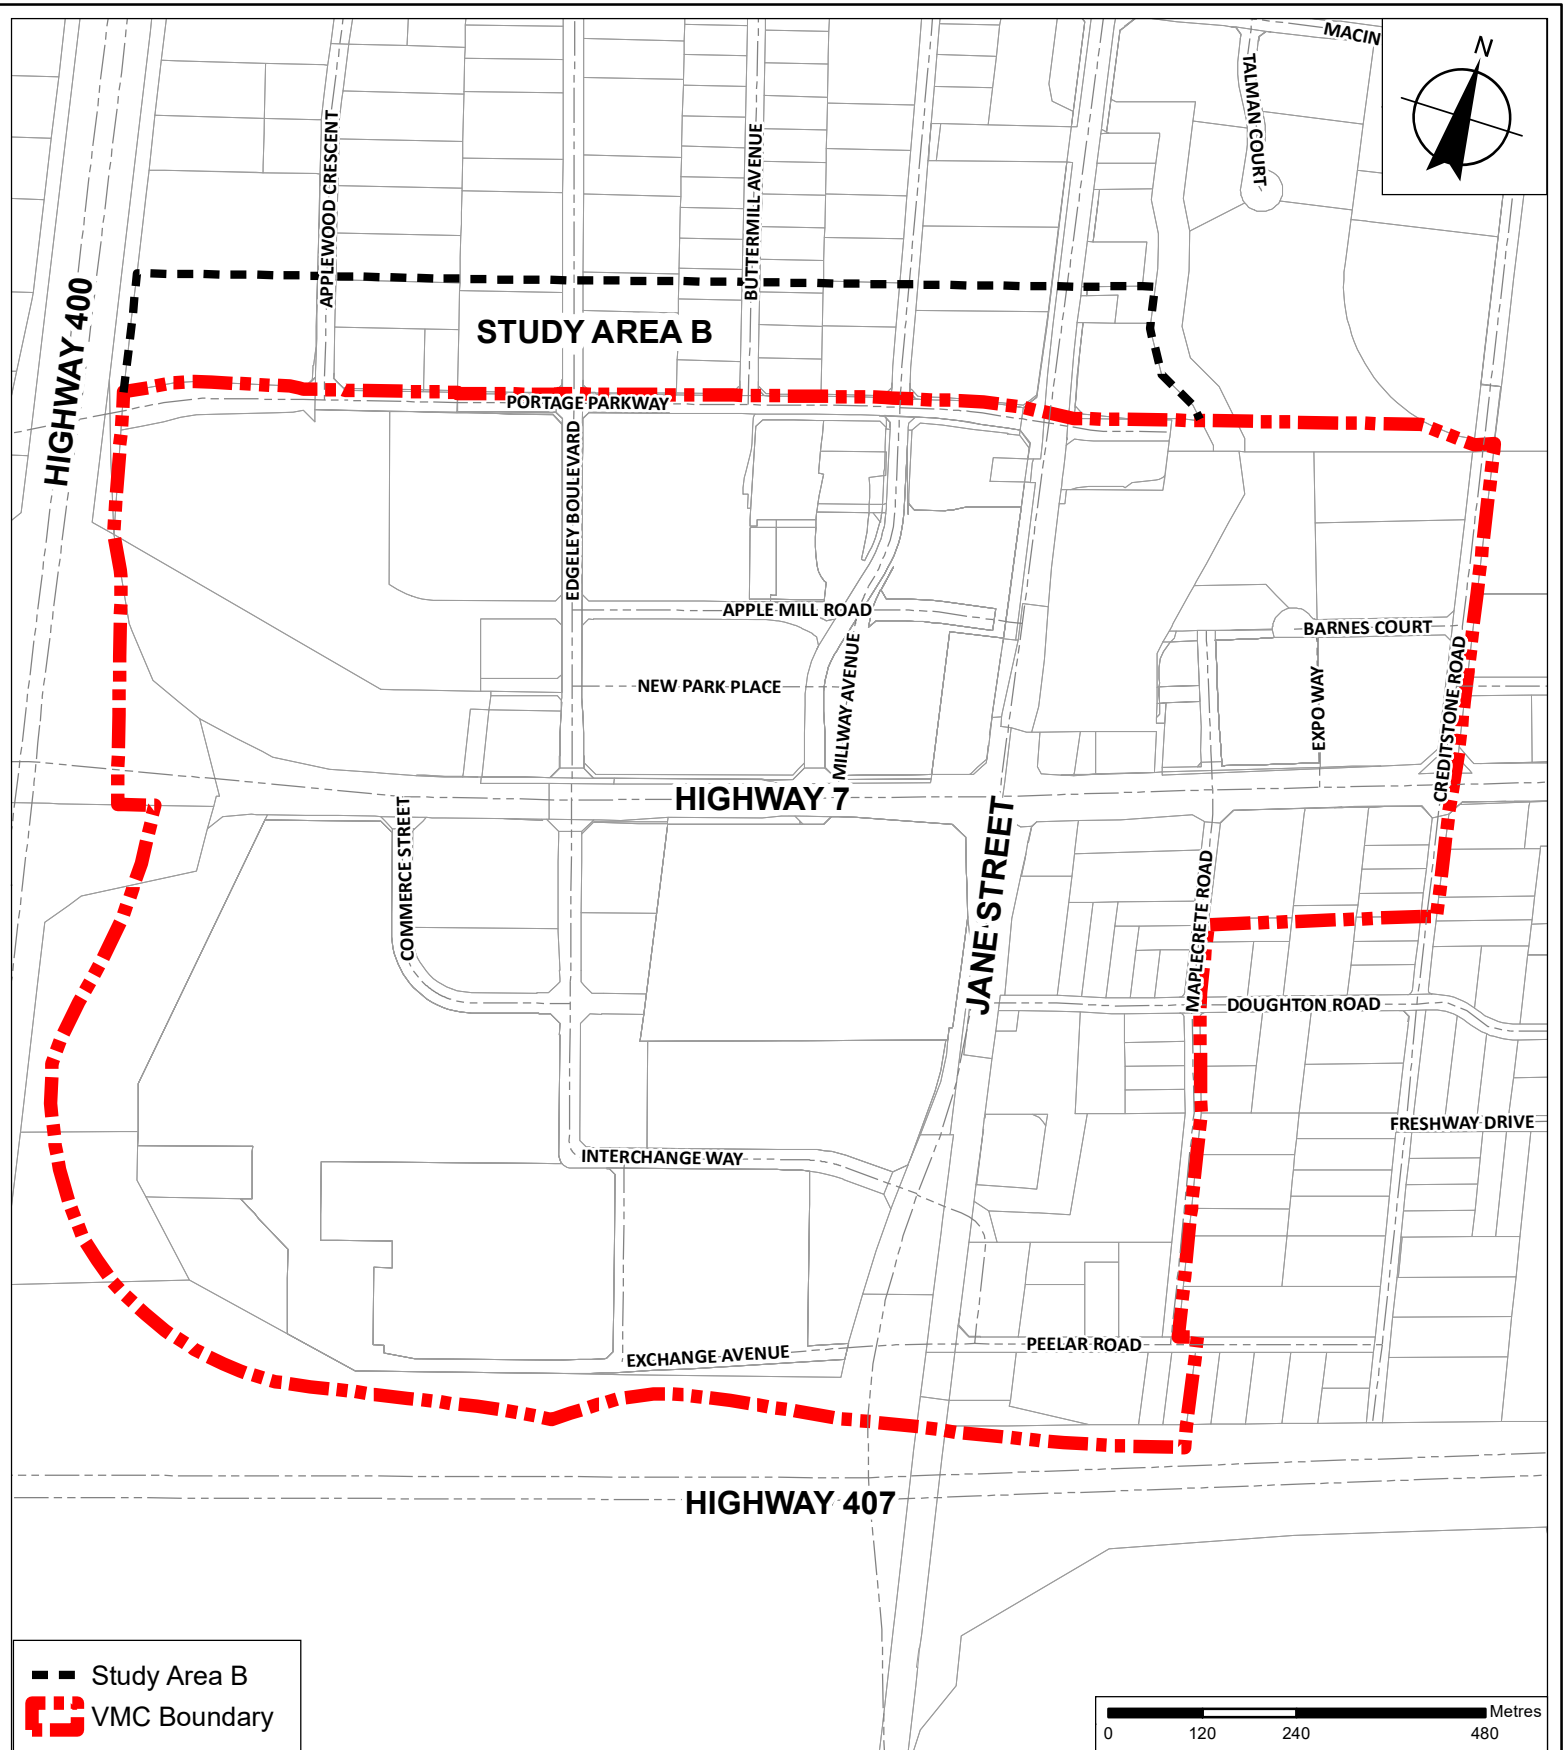 MACIN
N
TALMAN COURT
APPLEWOOD CRESCENT
BUTTERMILL AVENUE
HIGHWAY 400
STUDY AREA B
PORTAGE PARKWAY
EDGELEY BOULEVARD
APPLE MILL ROAD
BARNES COURT
NEW PARK PLACE
MILLWAY AVENUE
EXPO WAY
CREDITSTONE ROAD
HIGHWAY 7
COMMERCE STREET
JANE STREET
MAPLECRETE ROAD
DOUGHTON ROAD
FRESHWAY DRIVE
INTERCHANGE WAY
PEELAR ROAD
EXCHANGE AVENUE
HIGHWAY 407
Study Area B
VMC Boundary
Metres
0 120 240 480